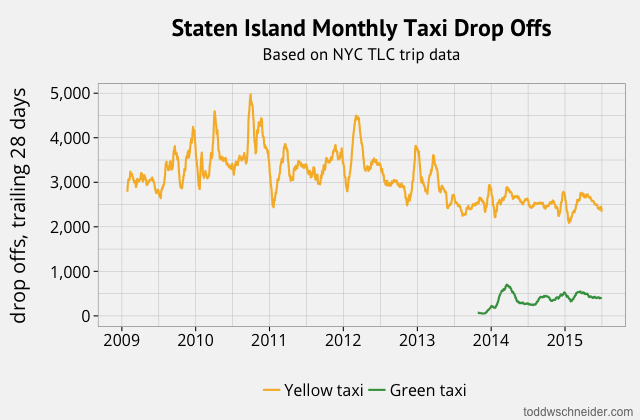 Staten Island Monthly Taxi Drop Offs
Based on NYC TLC trip data
drop offs, trailing 28 days
5,000
4,000
3,000
2,000
1,000
0
2009 2010 2011 2012 2013 2014 2015
Yellow taxi Green taxi
toddwschneider.com